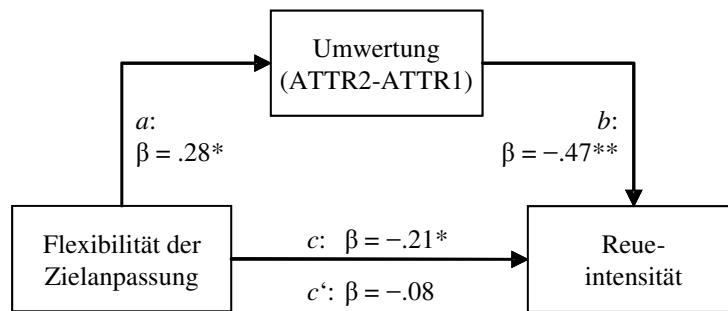 Umwertung
(ATTR2-ATTR1)
a:
β = .28*
b:
β = −.47**
Flexibilität der
Zielanpassung
c: β = −.21*
c‘: β = −.08
Reue-
intensität